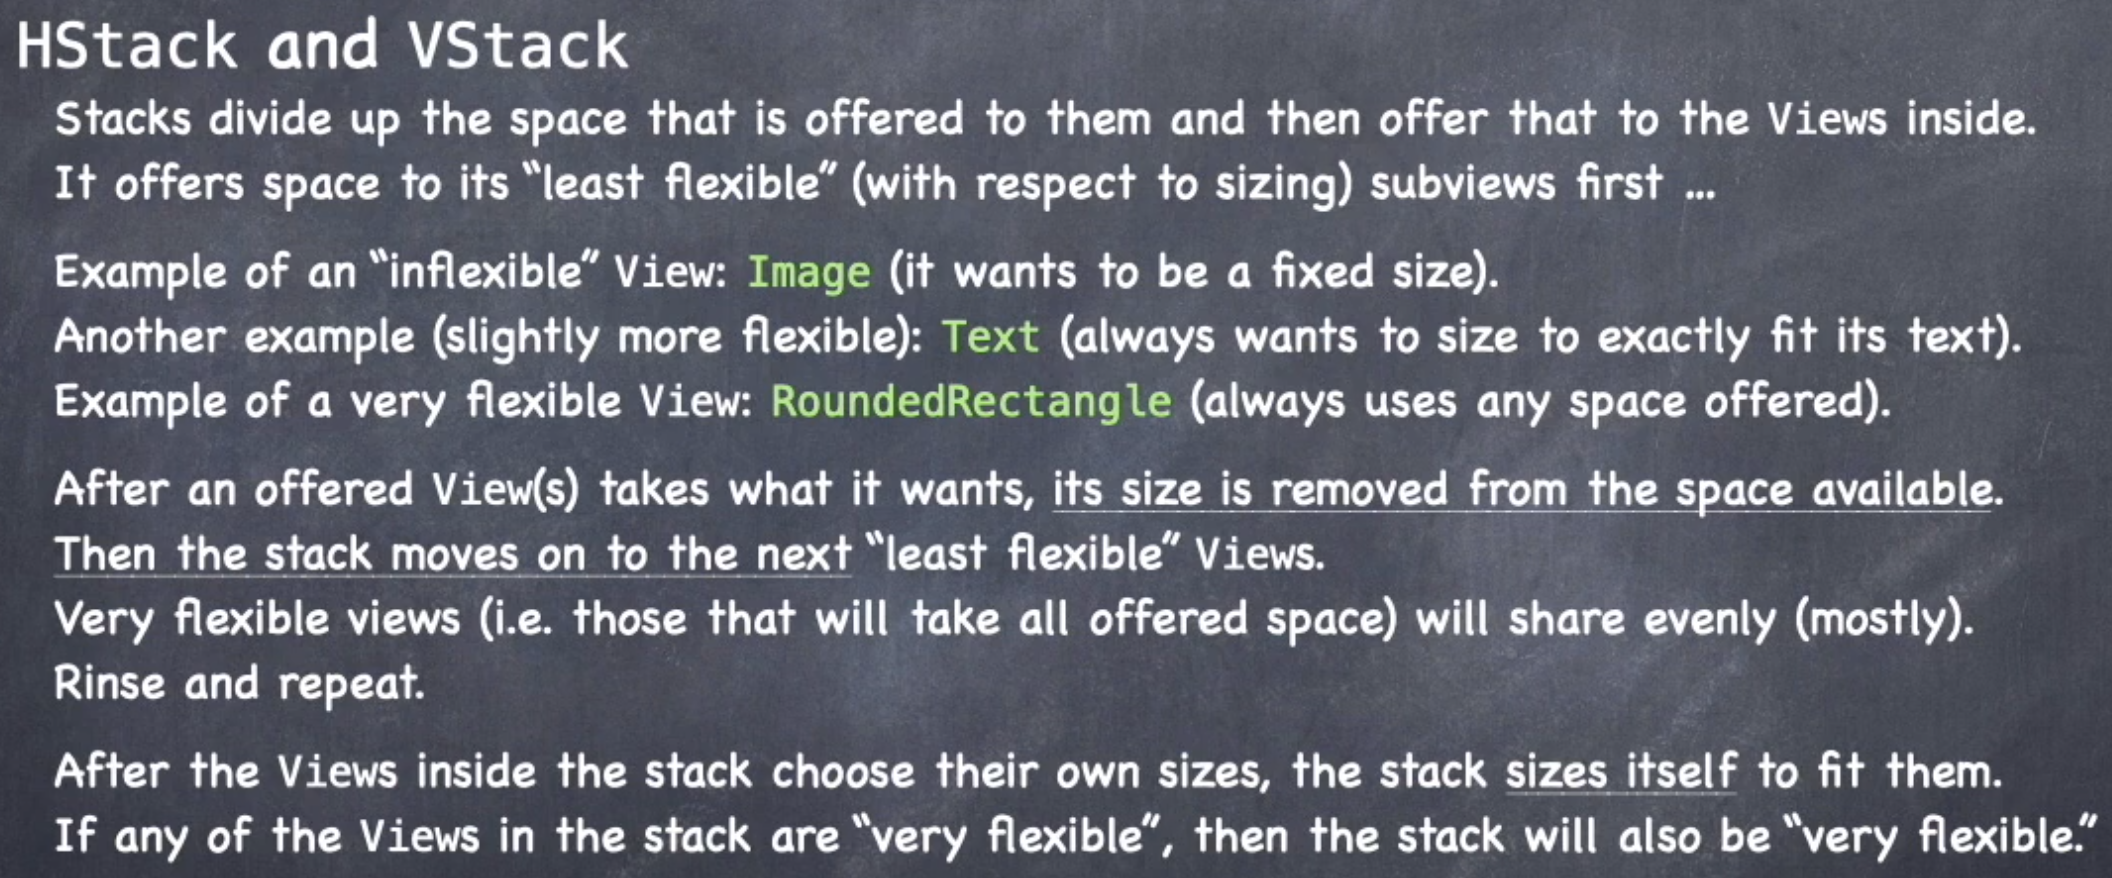 HStack and VStack
Stacks divide up the space that is offered to them and then offer that to the Views inside.
It offers space to its “least flexible” (with respect to sizing) subviews first ...
Example of an “inflexible” View: Image (it wants to be a fixed size).
Another example (slightly more flexible): Text (always wants to size to exactly fit its text).
Example of a very flexible View: RoundedRectangle (always uses any space offered).
After an offered View(s) takes what it wants, its size is removed from the space available.
Then the stack moves on to the next “least flexible” Views.
Very flexible views (i.e. those that will take all offered space) will share evenly (mostly).
Rinse and repeat.
After the Views inside the stack choose their own sizes, the stack sizes itself to fit them.
If any of the Views in the stack are “very flexible”, then the stack will also be “very flexible.”